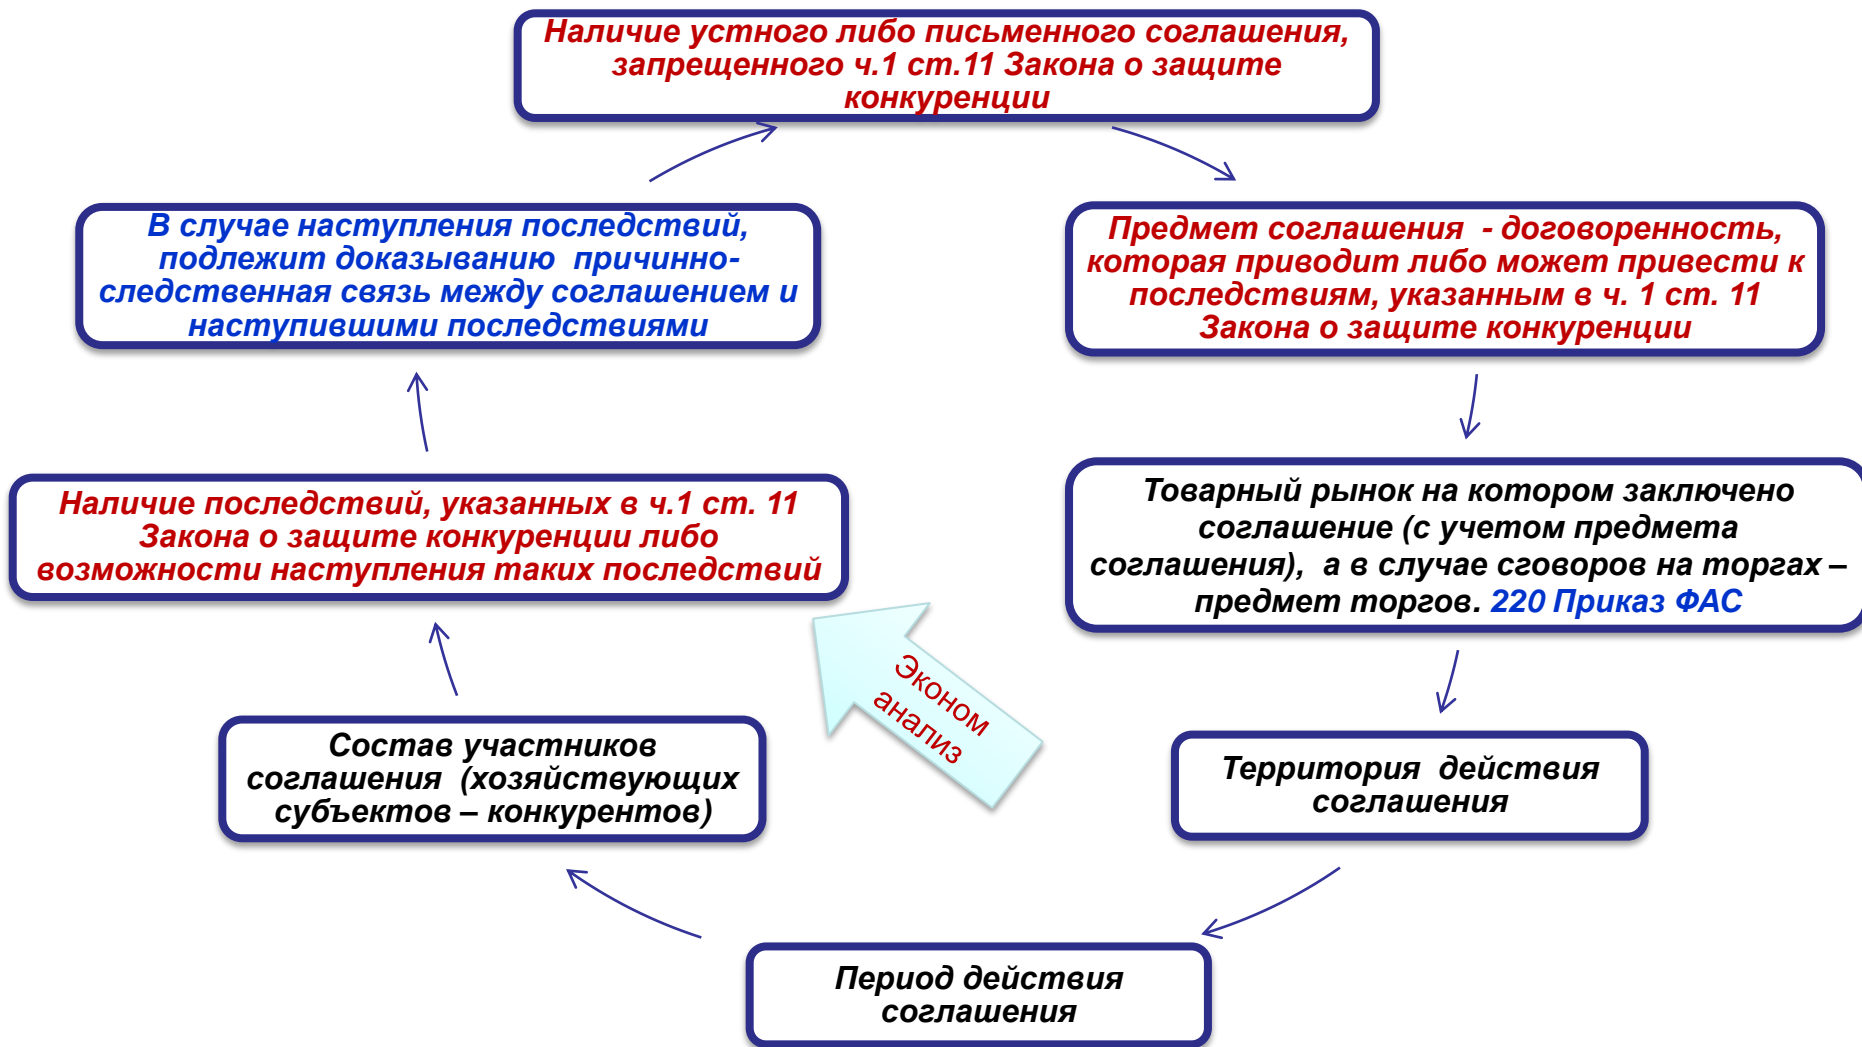 Наличие устного либо письменного соглашения,
запрещенного ч.1 ст.11 Закона о защите
конкуренции
Предмет соглашения - договоренность,
которая приводит либо может привести к
последствиям, указанным в ч. 1 ст. 11
Закона о защите конкуренции
Товарный рынок на котором заключено
соглашение (с учетом предмета
соглашения), а в случае сговоров на торгах –
предмет торгов. 220 Приказ ФАС
Территория действия
соглашения
Период действия
соглашения
Состав участников
соглашения (хозяйствующих
субъектов – конкурентов)
Наличие последствий, указанных в ч.1 ст. 11
Закона о защите конкуренции либо
возможности наступления таких последствий
В случае наступления последствий,
подлежит доказыванию причинно-
следственная связь между соглашением и
наступившими последствиями
Эконом
анализ